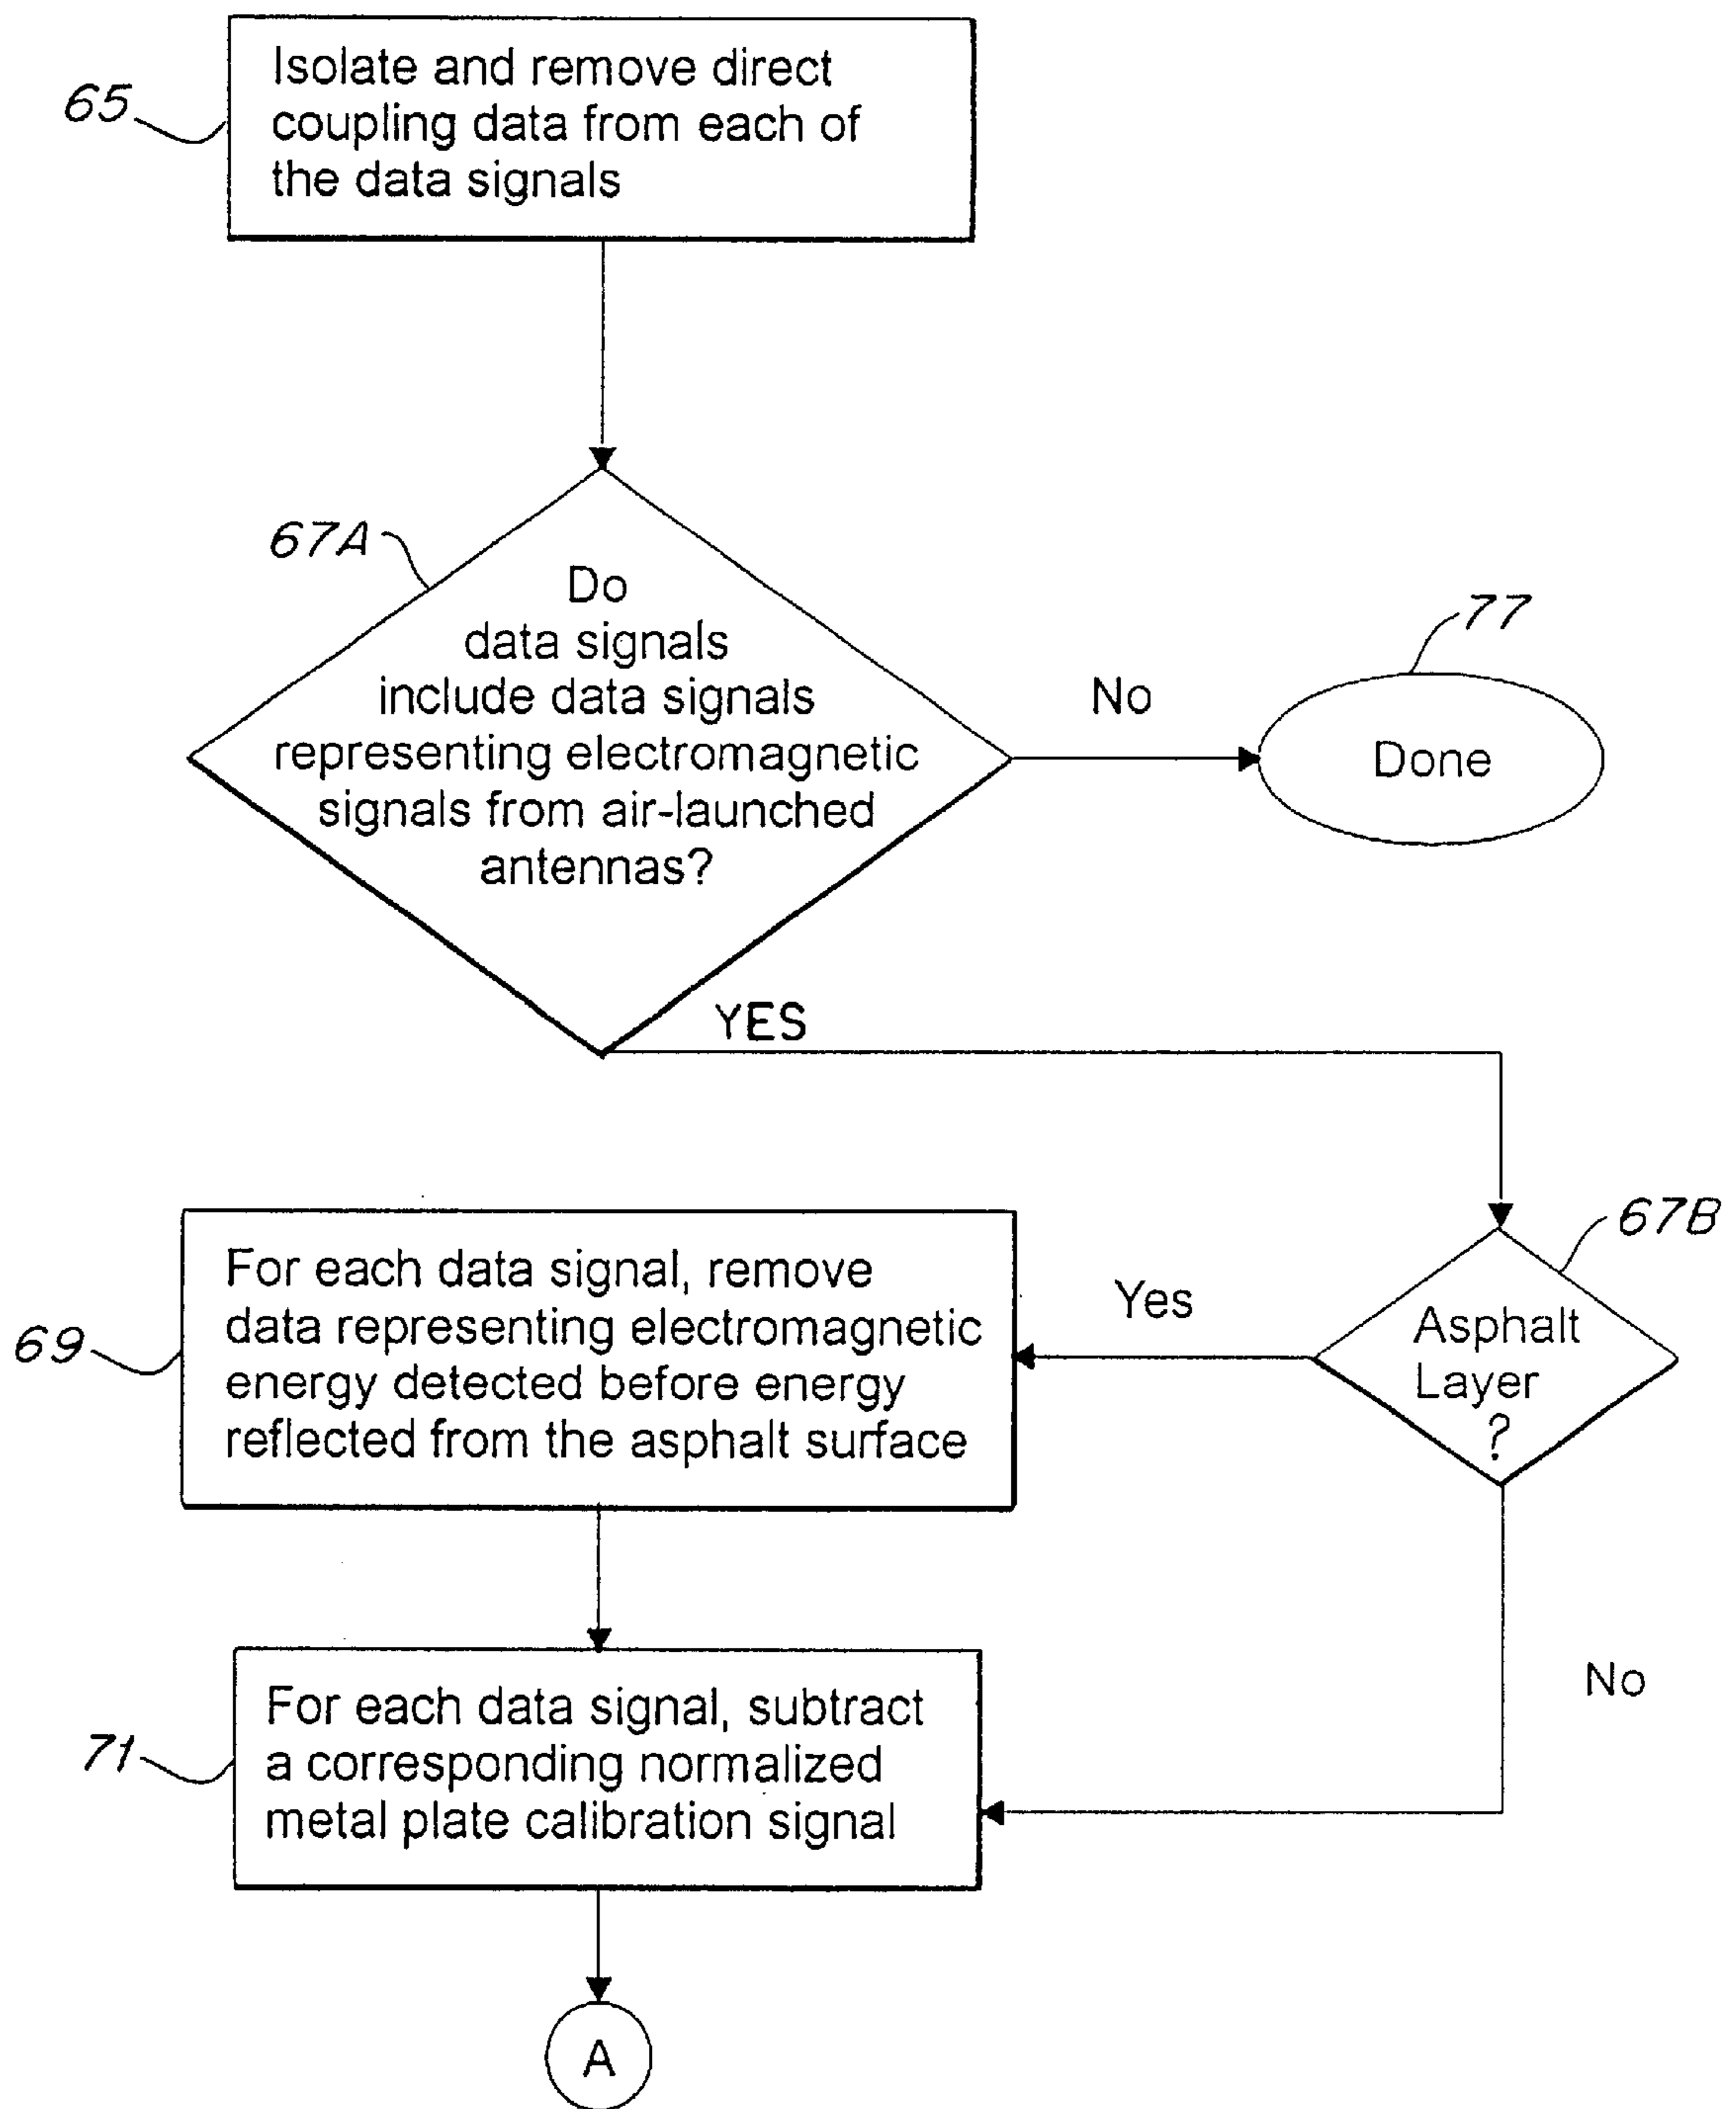 65
Isolate and remove direct
coupling data from each of
the data signals
67A
Do
data signals
include data signals
representing electromagnetic
signals from air-launched
antennas?
No
77
Done
YES
67B
Asphalt
Layer
?
Yes
69
For each data signal, remove
data representing electromagnetic
energy detected before energy
reflected from the asphalt surface
No
71
For each data signal, subtract
a corresponding normalized
metal plate calibration signal
A